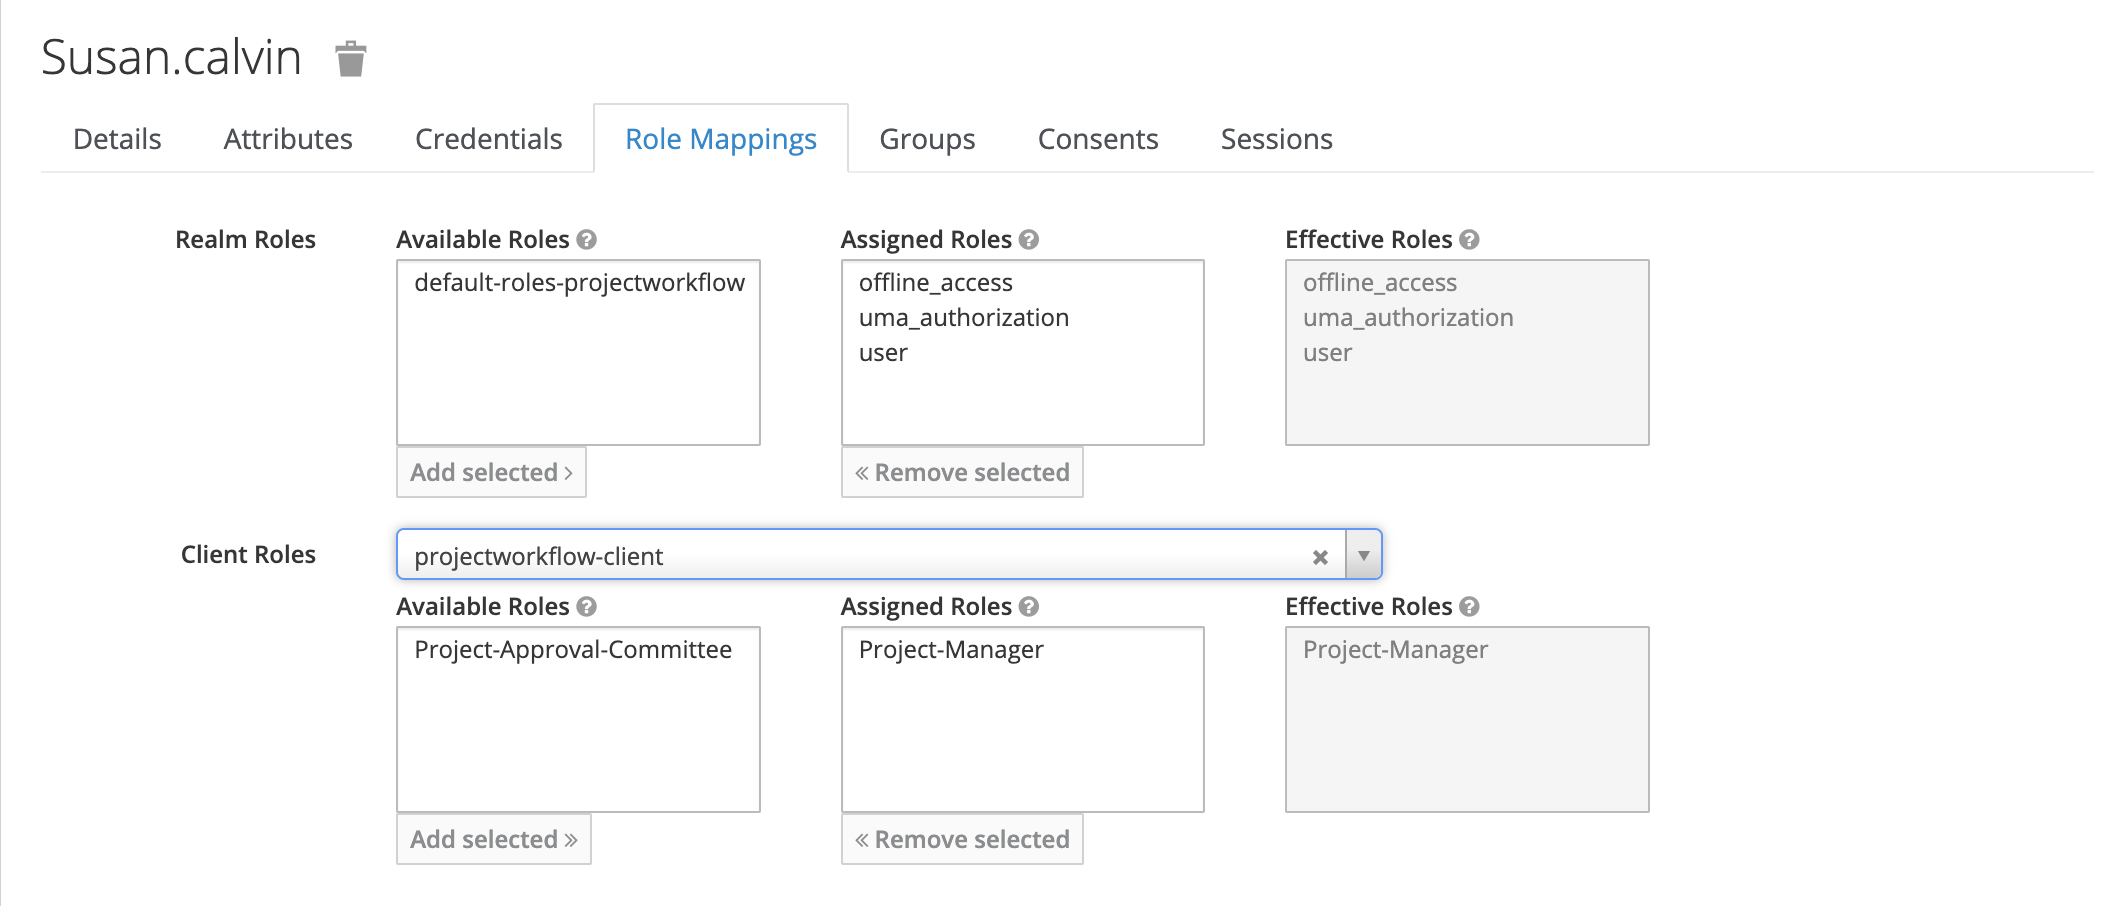 Susan.calvin
Details Attributes Credentials Role Mappings Groups Consents Sessions
Realm Roles Available Roles Assigned Roles Effective Roles
default-roles-projectworkflow offline_access offline_access
uma_authorization uma_authorization
user user
Add selected › « Remove selected
Client Roles projectworkflow-client
Available Roles Assigned Roles Effective Roles
Project-Approval-Committee Project-Manager Project-Manager
Add selected » « Remove selected